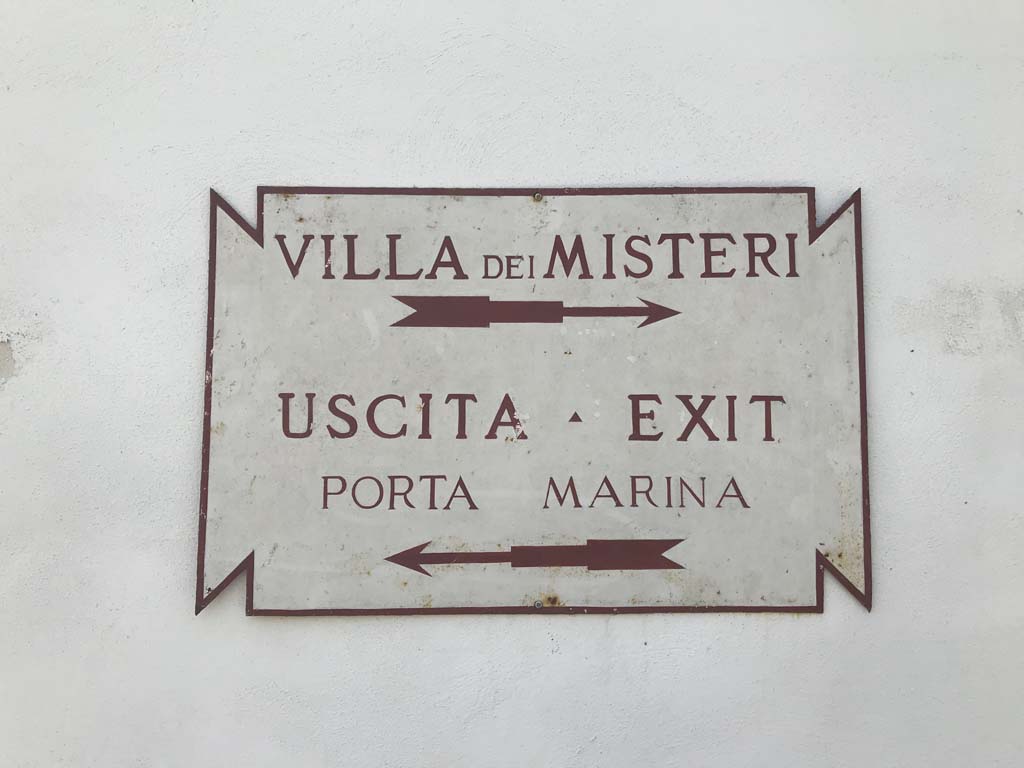 VILLA DEI MISTERI
USCITA · EXIT
PORTA MARINA